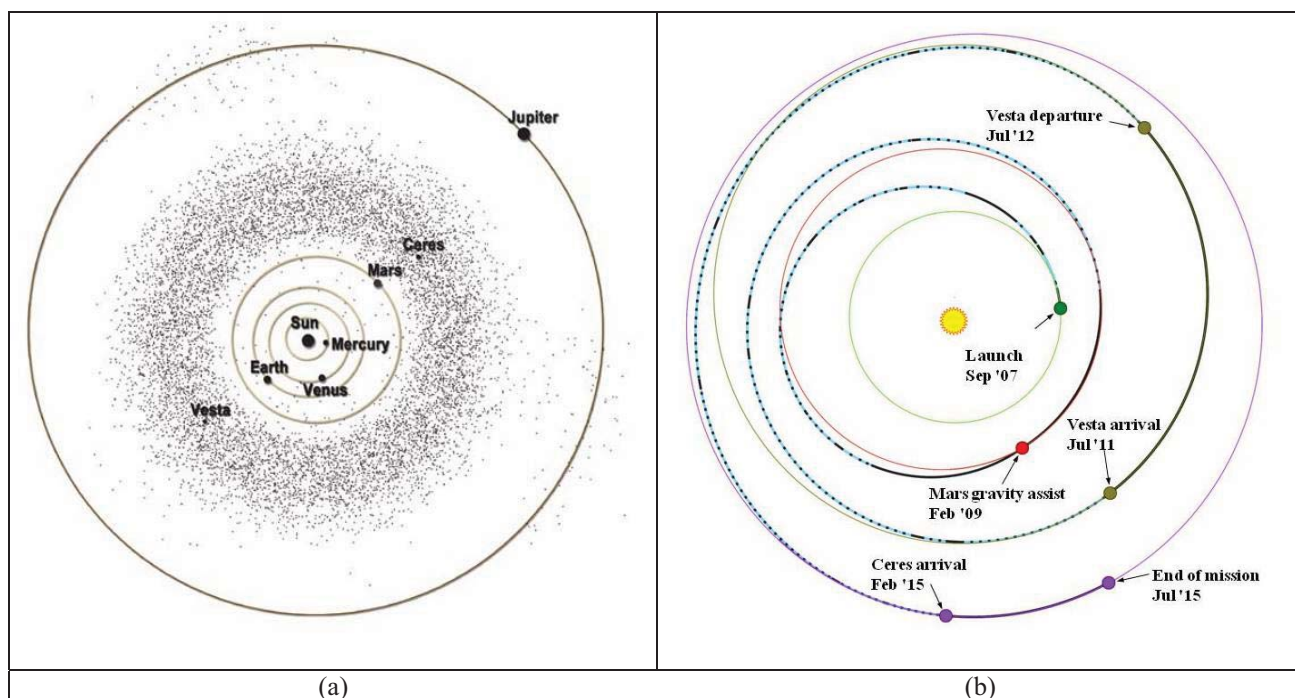 Jupiter
Ceres
Mars
Sun
Mercury
Earth
Venus
Vesta
Vesta departure
Jul '12
Launch
Sep '07
Vesta arrival
Jul '11
Mars gravity assist
Feb '09
Ceres arrival
Feb '15
End of mission
Jul '15
(a)
(b)